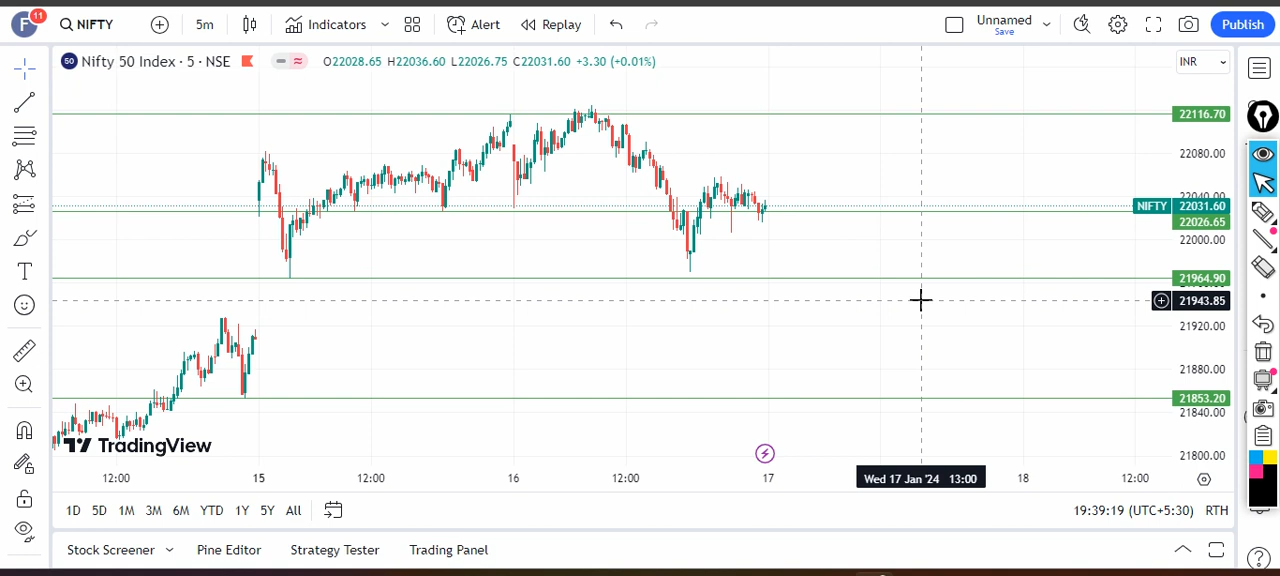 F 11 NIFTY 5m Indicators Alert Replay Unnamed Save Publish
50 Nifty 50 Index · 5 · NSE O22028.65 H22036.60 L22026.75 C22031.60 +3.30 (+0.01%) INR
22116.70
22080.00
22040.00
NIFTY 22031.60
22026.65
22000.00
21964.90
21943.85
21920.00
21880.00
21853.20
21840.00
TradingView
21800.00
12:00 15 12:00 16 12:00 17 Wed 17 Jan '24 13:00 18 12:00
1D 5D 1M 3M 6M YTD 1Y 5Y All 19:39:19 (UTC+5:30) RTH
Stock Screener Pine Editor Strategy Tester Trading Panel